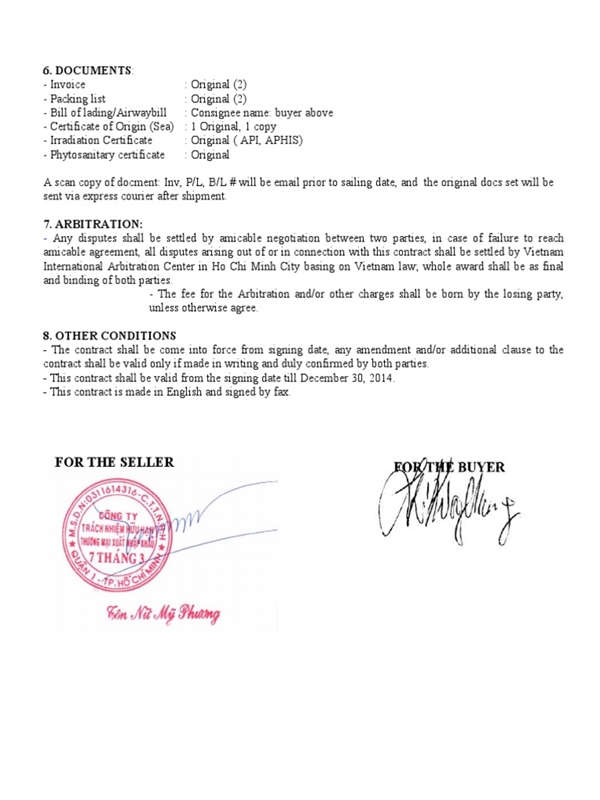 6. DOCUMENTS:
- Invoice : Original (2)
- Packing list : Original (2)
- Bill of lading/Airwaybill : Consignee name: buyer above
- Certificate of Origin (Sea) : 1 Original, 1 copy
- Irradiation Certificate : Original ( API, APHIS)
- Phytosanitary certificate : Original
A scan copy of docment: Inv, P/L, B/L # will be email prior to sailing date, and the original docs set will be
sent via express courier after shipment.
7. ARBITRATION:
- Any disputes shall be settled by amicable negotiation between two parties, in case of failure to reach
amicable agreement, all disputes arising out of or in connection with this contract shall be settled by Vietnam
International Arbitration Center in Ho Chi Minh City basing on Vietnam law, whole award shall be as final
and binding of both parties.
- The fee for the Arbitration and/or other charges shall be born by the losing party,
unless otherwise agree.
8. OTHER CONDITIONS
- The contract shall be come into force from signing date, any amendment and/or additional clause to the
contract shall be valid only if made in writing and duly confirmed by both parties.
- This contract shall be valid from the signing date till December 30, 2014.
- This contract is made in English and signed by fax.
FOR THE SELLER
FOR THE BUYER
M.S.D.N:0311614316-C.T.T.N.H.H
CÔNG TY
TRÁCH NHIỆM HỮU HẠN
THƯƠNG MẠI XUẤT NHẬP KHẨU
7 THÁNG 3
QUẬN 1-TP. HỒ CHÍ MINH
Tôn Nữ Mỹ Phương